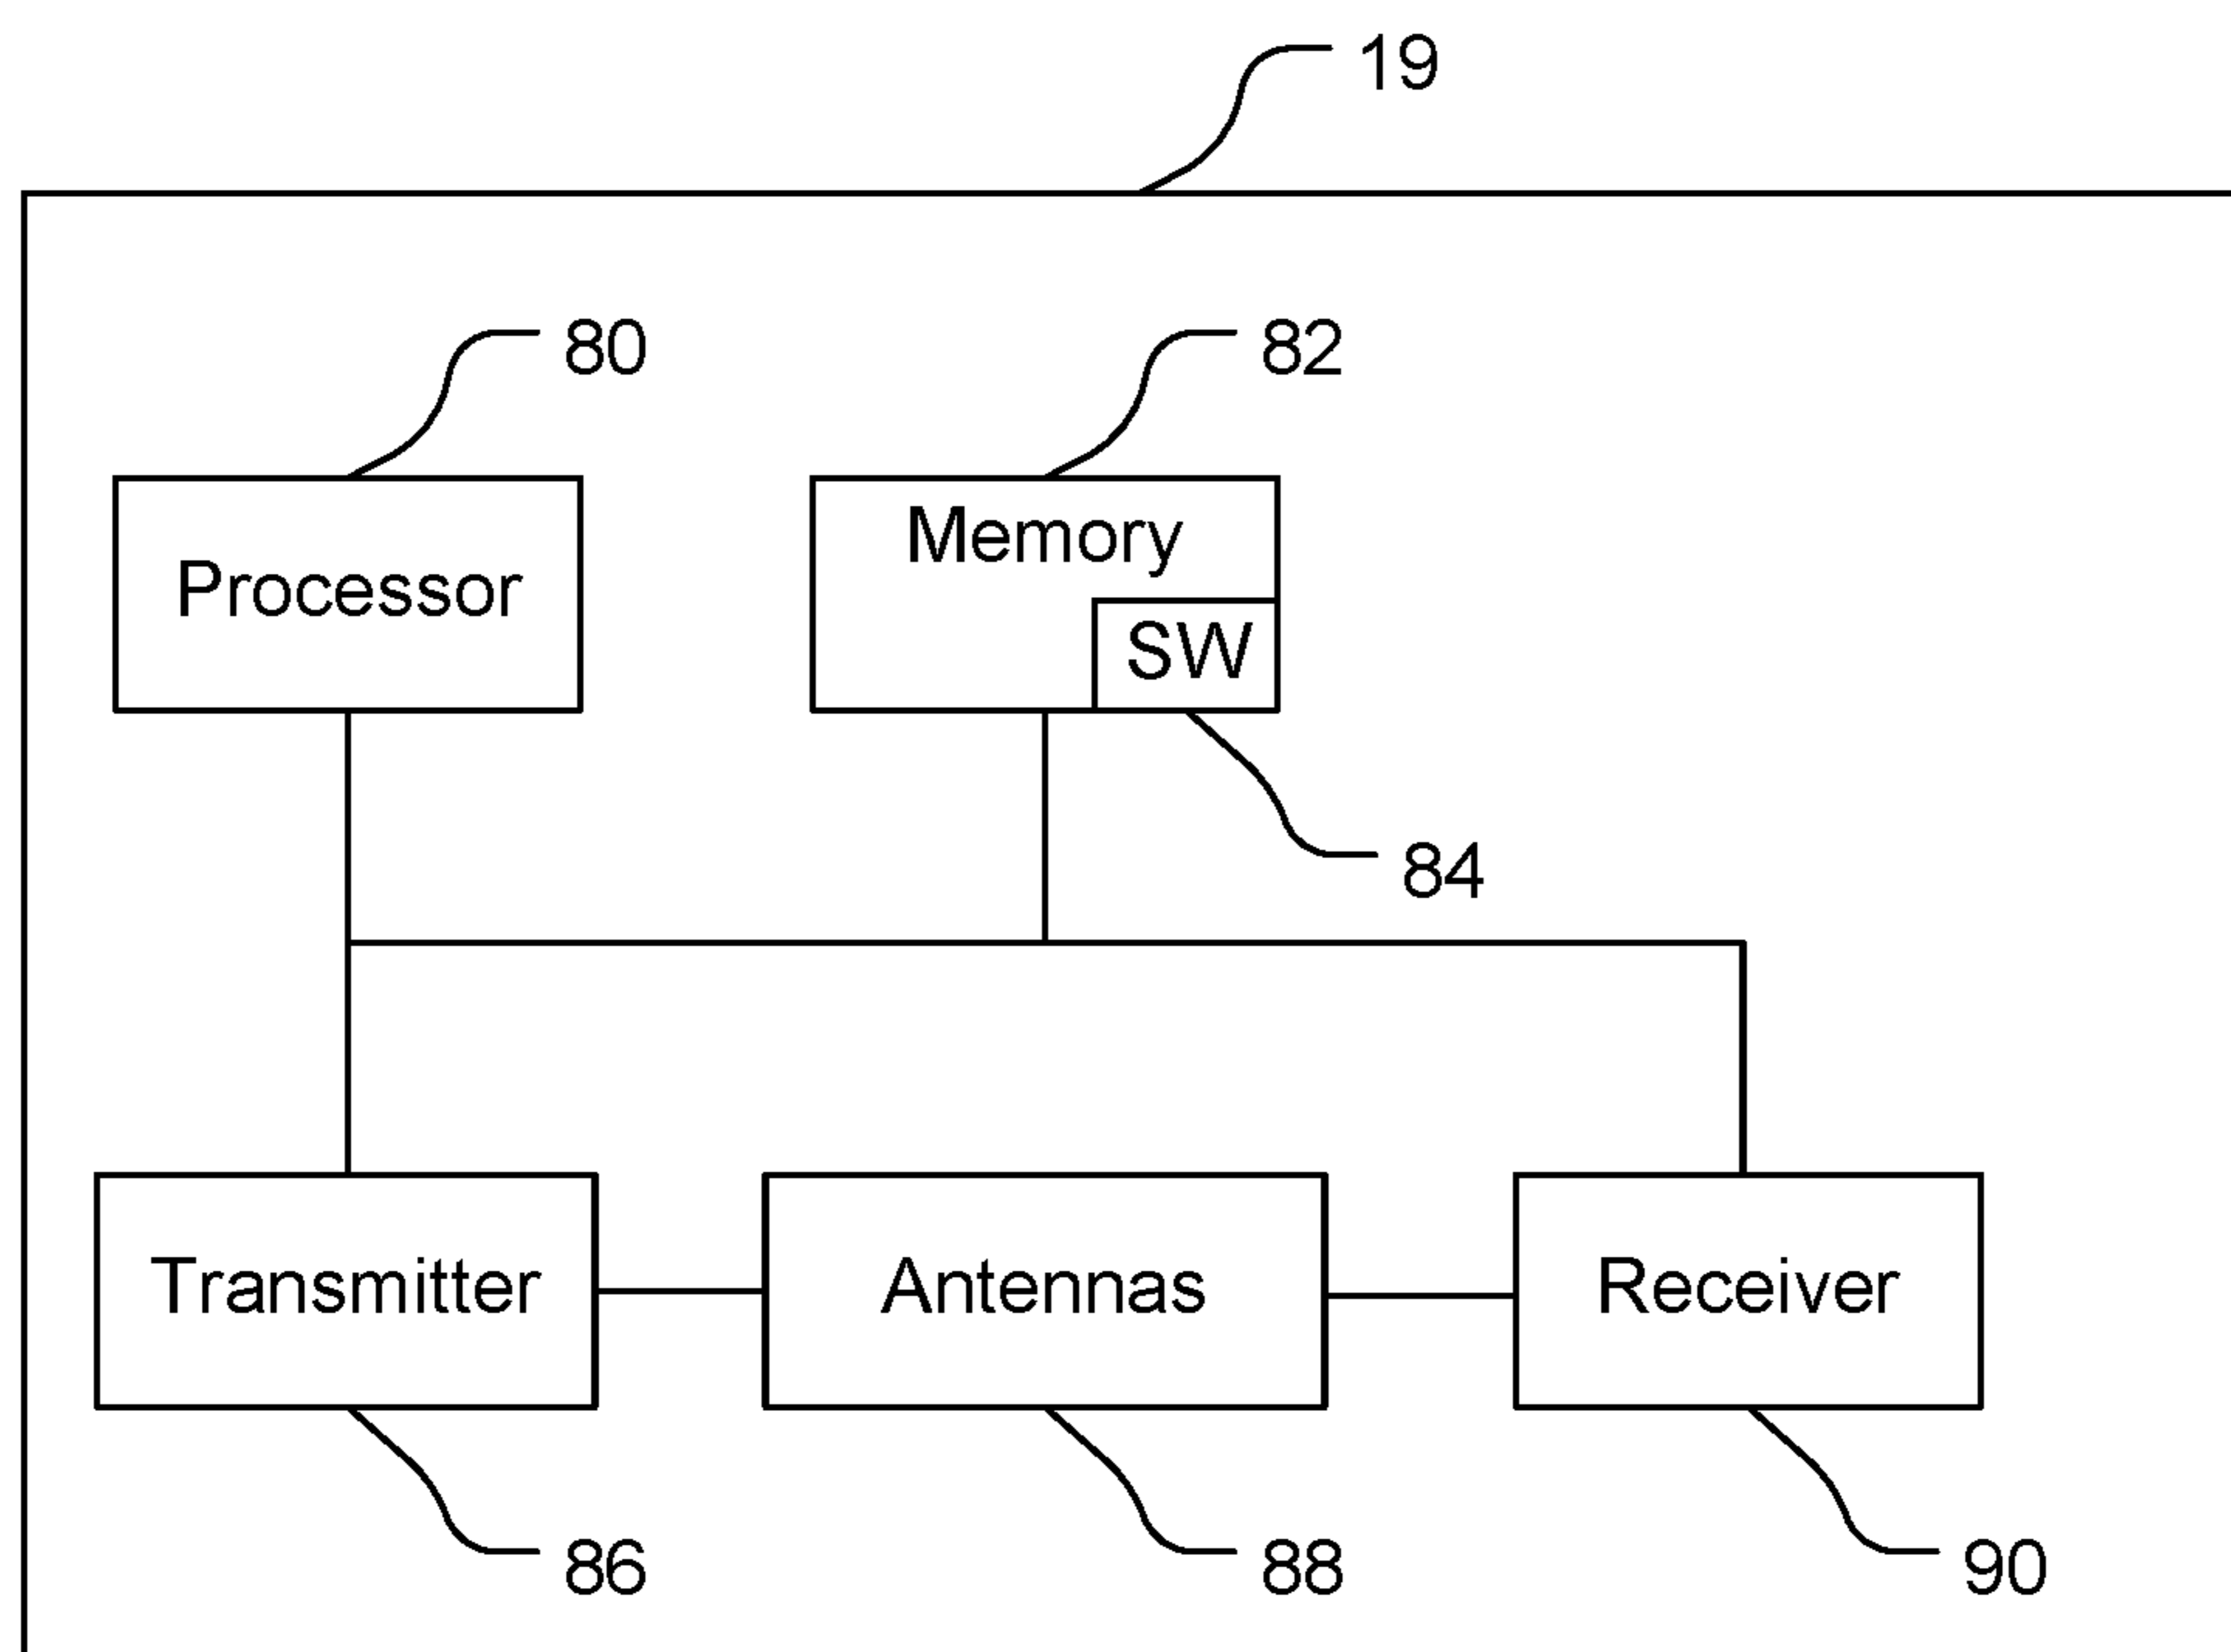 19
80
82
Processor
Memory
SW
84
Transmitter
Antennas
Receiver
86
88
90